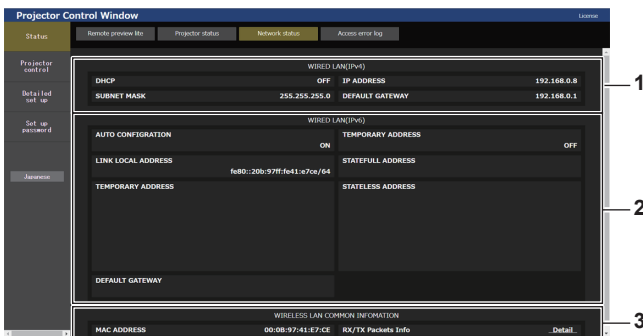 Projector Control Window
License
Status
Remote preview lite
Projector status
Network status
Access error log
Projector
control
Detailed
set up
Set up
password
Japanese
WIRED LAN(IPv4)
DHCP OFF IP ADDRESS 192.168.0.8
SUBNET MASK 255.255.255.0 DEFAULT GATEWAY 192.168.0.1
1
WIRED LAN(IPv6)
AUTO CONFIGRATION TEMPORARY ADDRESS
ON OFF
LINK LOCAL ADDRESS STATEFULL ADDRESS
fe80::20b:97ff:fe41:e7ce/64
TEMPORARY ADDRESS STATELESS ADDRESS
2
DEFAULT GATEWAY
WIRELESS LAN COMMON INFOMATION
3
MAC ADDRESS 00:0B:97:41:E7:CE RX/TX Packets Info Detail